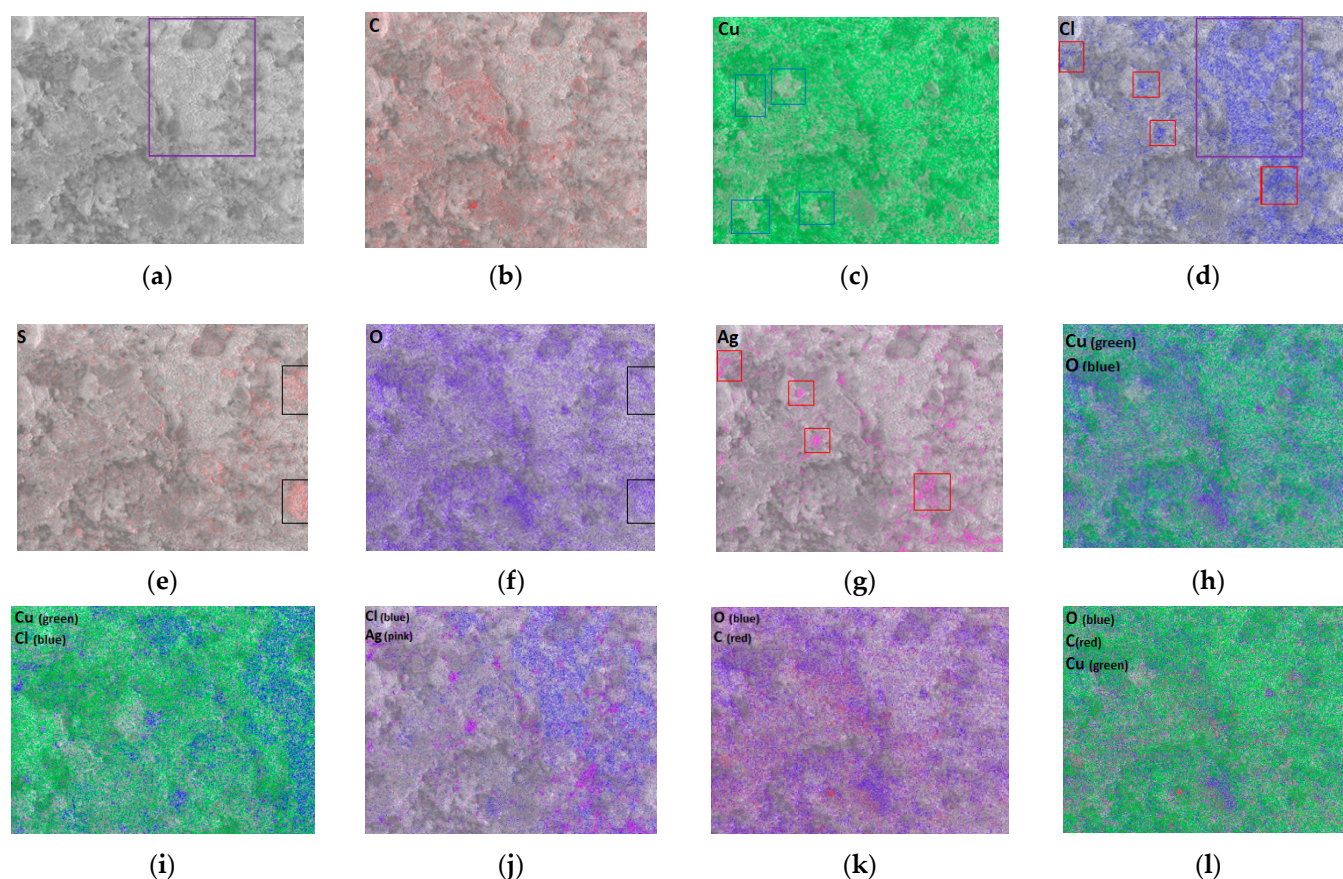 C
Cu
Cl
(a)
(b)
(c)
(d)
S
O
Ag
Cu (green)
O (blue)
(e)
(f)
(g)
(h)
Cu (green)
Cl (blue)
Cl (blue)
Ag (pink)
O (blue)
C (red)
O (blue)
C(red)
Cu (green)
(i)
(j)
(k)
(l)